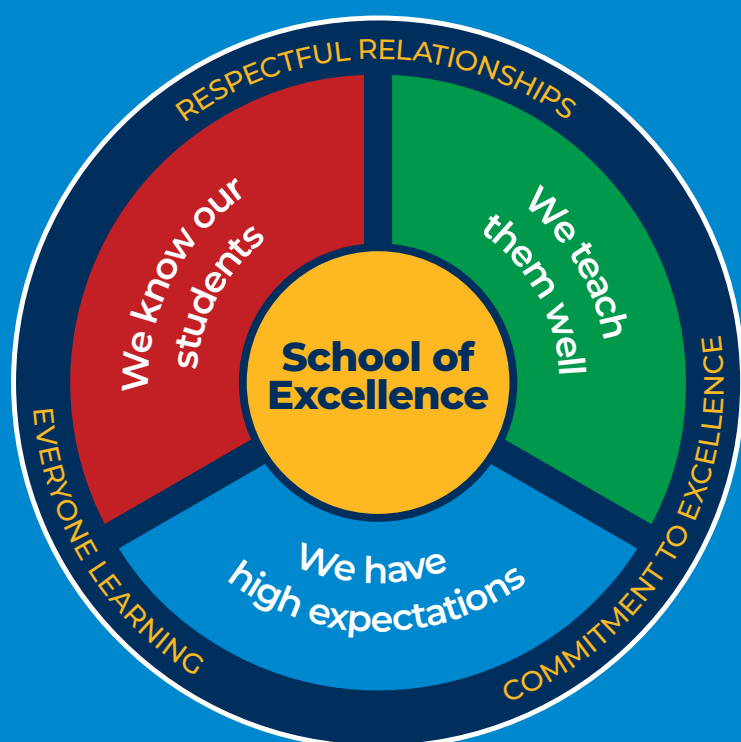 RESPECTFUL RELATIONSHIPS
We know our
students
We teach
them well
School of
Excellence
We have
high expectations
EVERYONE LEARNING
COMMITMENT TO EXCELLENCE